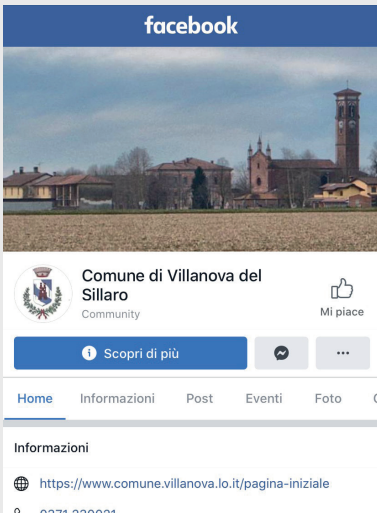 facebook
Comune di Villanova del
Sillaro
Community
Mi piace
Scopri di più
Home Informazioni Post Eventi Foto
Informazioni
https://www.comune.villanova.lo.it/pagina-iniziale